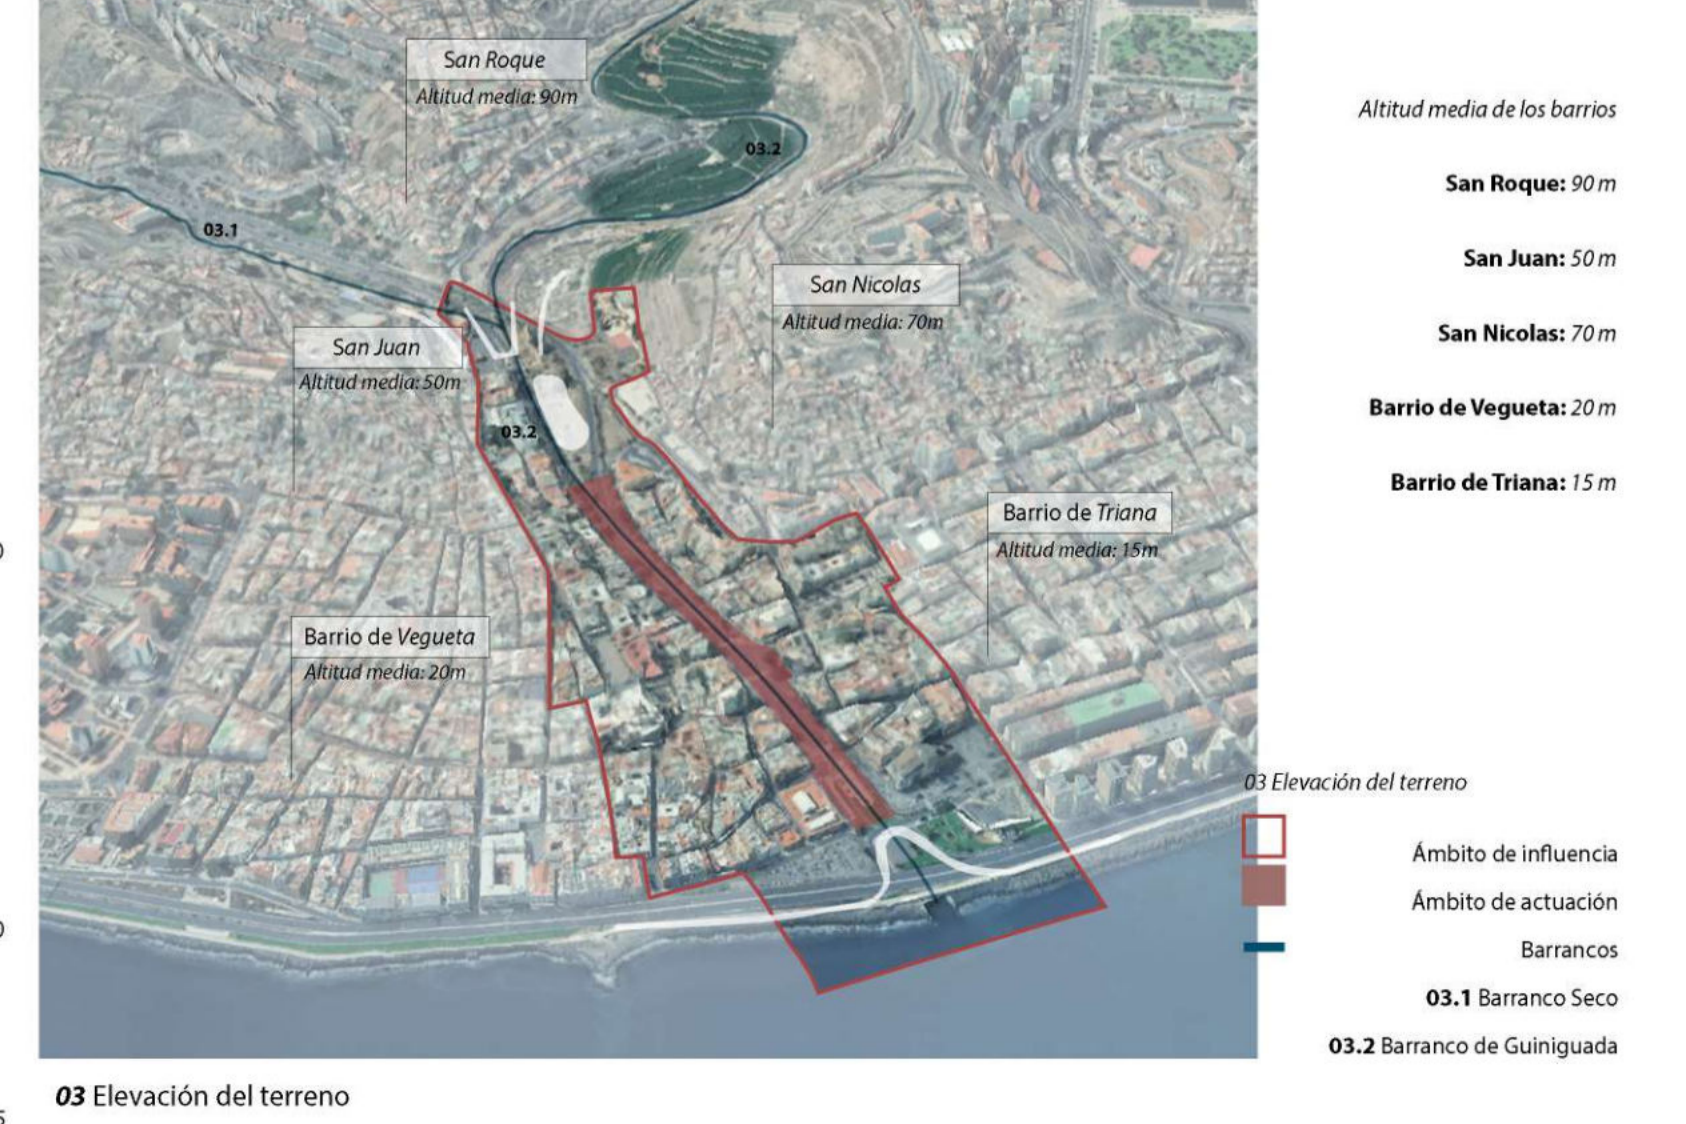 San Roque
Altitud media: 90m
03.2
03.1
San Nicolas
Altitud media: 70m
San Juan
Altitud media: 50m
03.2
Barrio de Triana
Altitud media: 15m
Barrio de Vegueta
Altitud media: 20m
Altitud media de los barrios
San Roque: 90 m
San Juan: 50 m
San Nicolas: 70 m
Barrio de Vegueta: 20 m
Barrio de Triana: 15 m
03 Elevación del terreno
Ámbito de influencia
Ámbito de actuación
Barrancos
03.1 Barranco Seco
03.2 Barranco de Guiniguada
03 Elevación del terreno